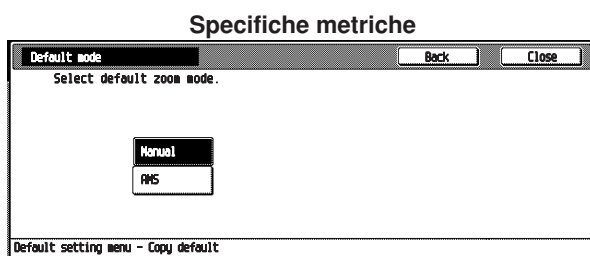 Specifiche metriche
Default mode Back Close
Select default zoom mode.
Manual
AMS
Default setting menu - Copy default